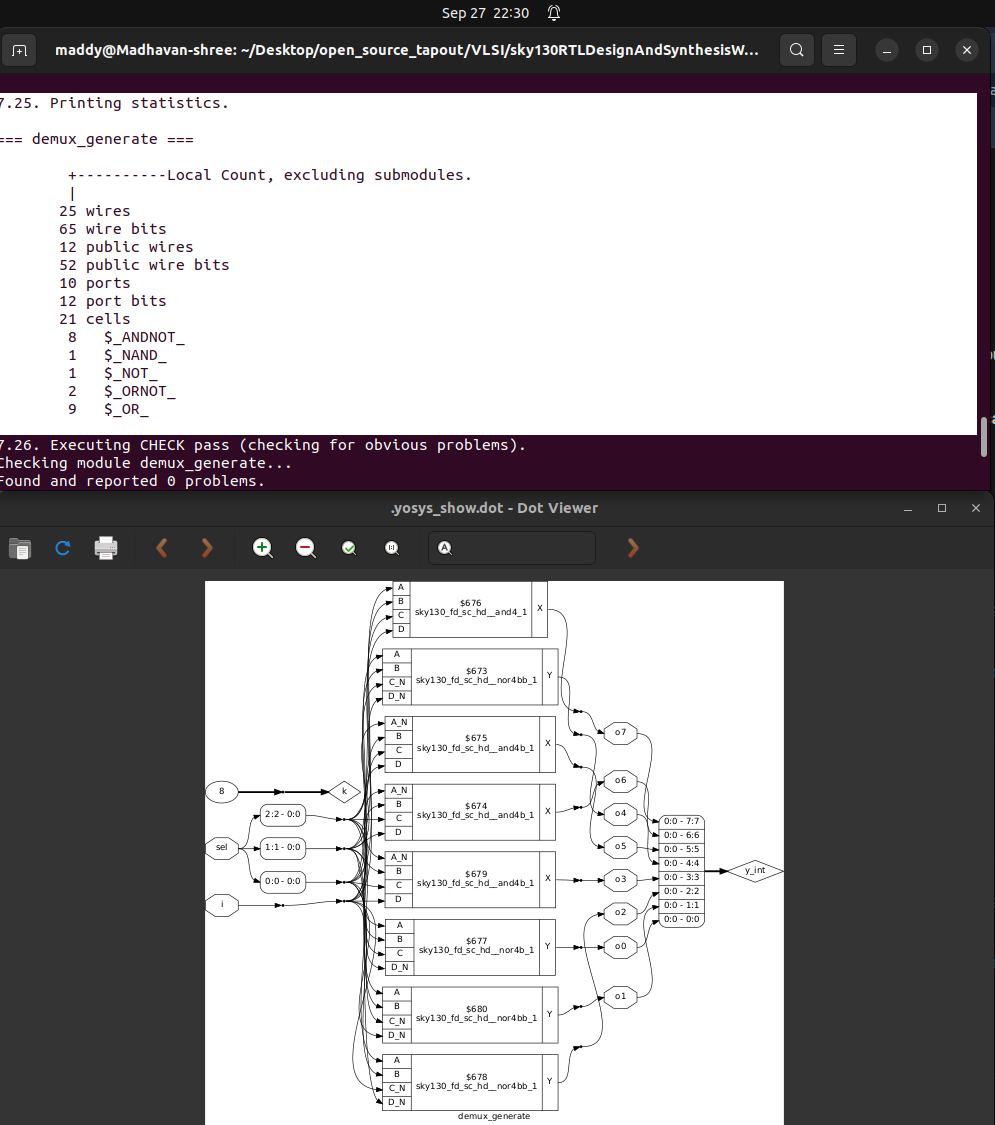 Sep 27 22:30
maddy@Madhavan-shree: ~/Desktop/open_source_tapout/VLSI/sky130RTLDesignAndSynthesisW...
7.25. Printing statistics.
=== demux_generate ===
+----------Local Count, excluding submodules.
|
25 wires
65 wire bits
12 public wires
52 public wire bits
10 ports
12 port bits
21 cells
8 $_ANDNOT_
1 $_NAND_
1 $_NOT_
2 $_ORNOT_
9 $_OR_
7.26. Executing CHECK pass (checking for obvious problems).
Checking module demux_generate...
Found and reported 0 problems.
.yosys_show.dot - Dot Viewer
A
B
C
D
$676
sky130_fd_sc_hd__and4_1
X
A
B
C_N
D_N
$673
sky130_fd_sc_hd__nor4bb_1
Y
A_N
B
C
D
$675
sky130_fd_sc_hd__and4b_1
X
A_N
B
C
D
$674
sky130_fd_sc_hd__and4b_1
X
A_N
B
C
D
$679
sky130_fd_sc_hd__and4b_1
X
A
B
C
D_N
$677
sky130_fd_sc_hd__nor4b_1
Y
A
B
C_N
D_N
$680
sky130_fd_sc_hd__nor4bb_1
Y
A
B
C_N
D_N
$678
sky130_fd_sc_hd__nor4bb_1
Y
8
k
sel
2:2 - 0:0
1:1 - 0:0
0:0 - 0:0
i
o7
o6
o4
o5
o3
o2
o0
o1
0:0 - 7:7
0:0 - 6:6
0:0 - 5:5
0:0 - 4:4
0:0 - 3:3
0:0 - 2:2
0:0 - 1:1
0:0 - 0:0
y_int
demux_generate